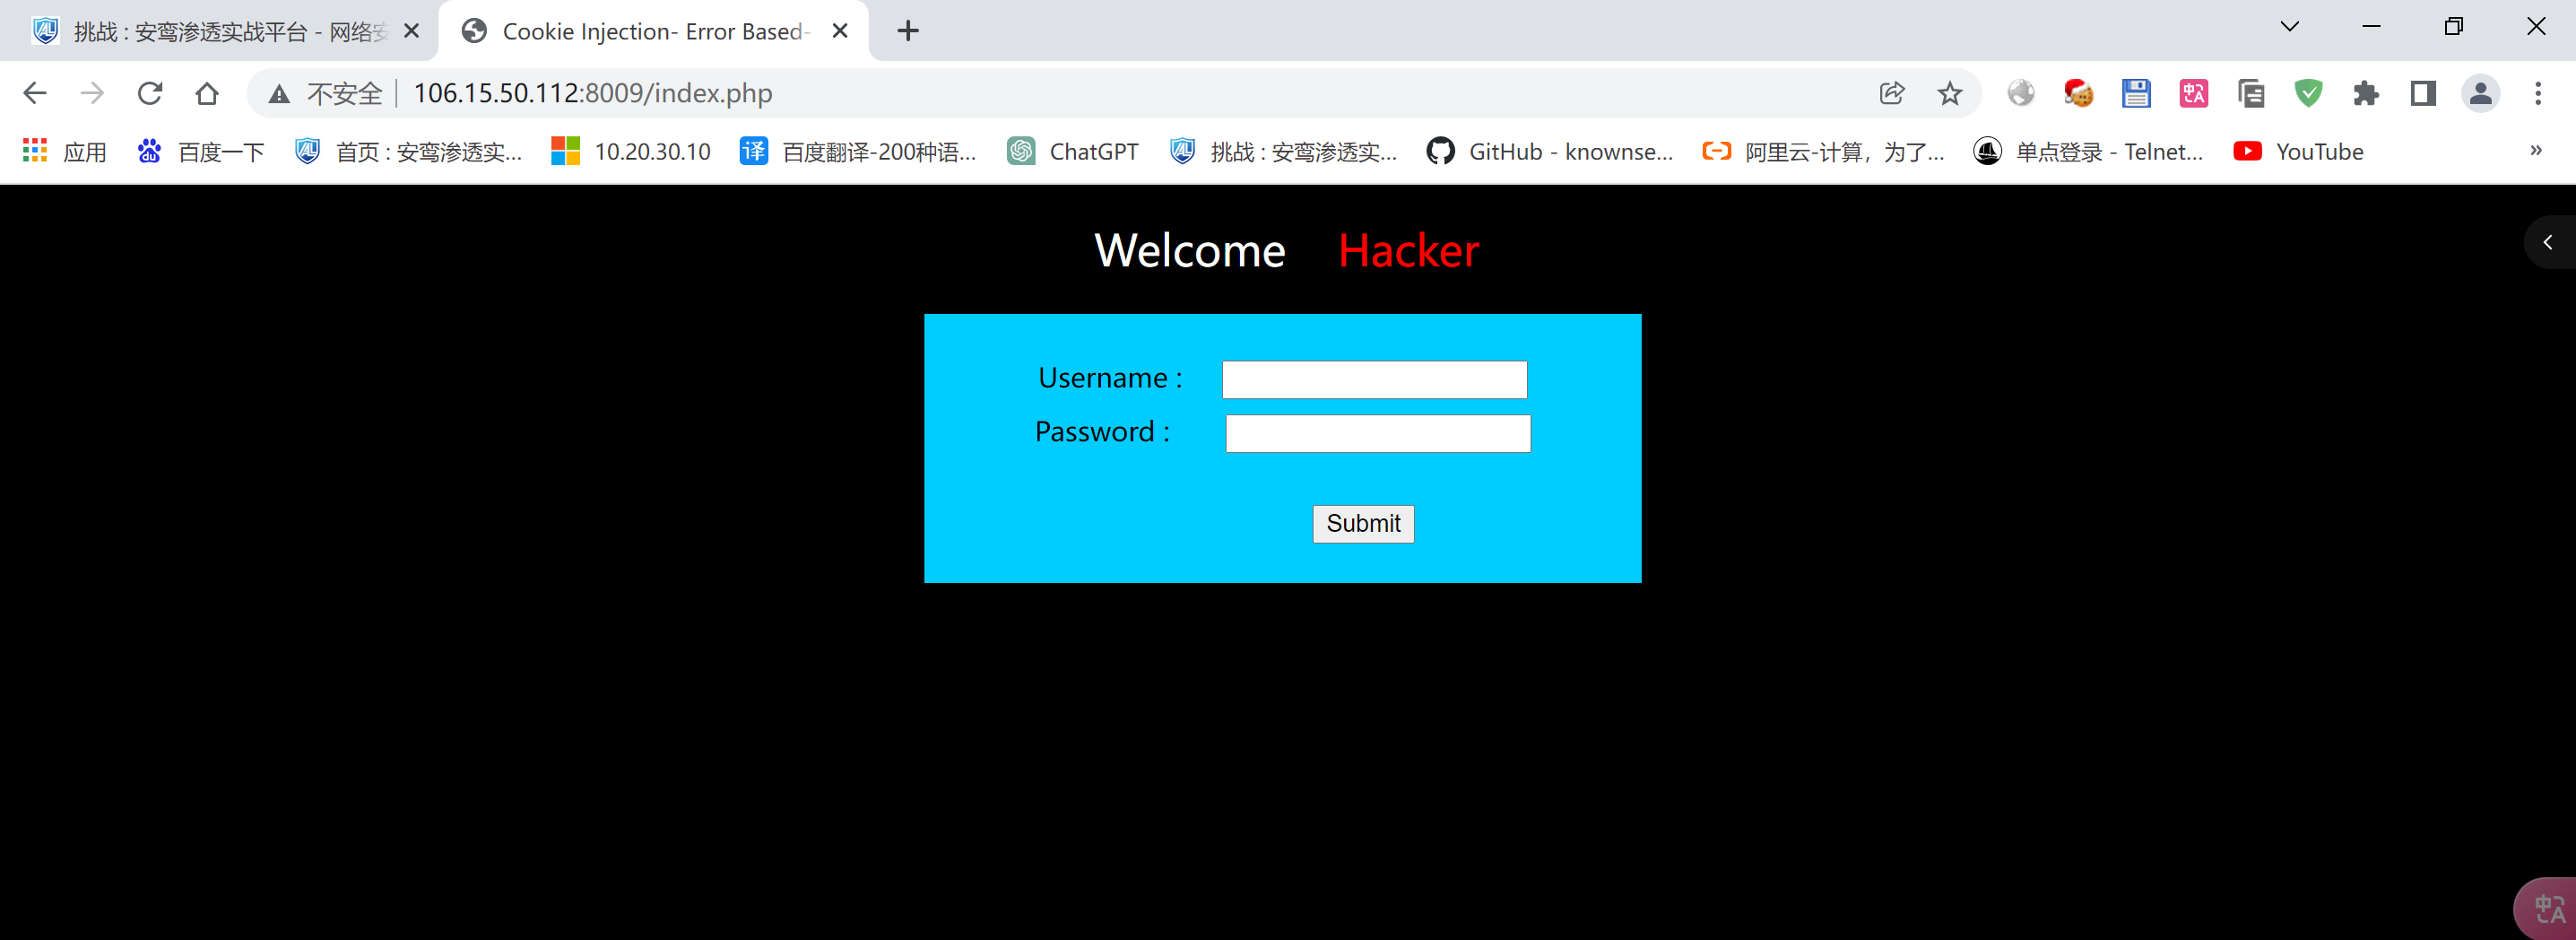 挑战 : 安鸾渗透实战平台 - 网络安
Cookie Injection- Error Based-
不安全 106.15.50.112:8009/index.php
应用 百度一下 首页 : 安鸾渗透实... 10.20.30.10 百度翻译-200种语... ChatGPT 挑战 : 安鸾渗透实... GitHub - knownse... 阿里云-计算，为了... 单点登录 - Telnet... YouTube »
Welcome Hacker
Username :
Password :
Submit